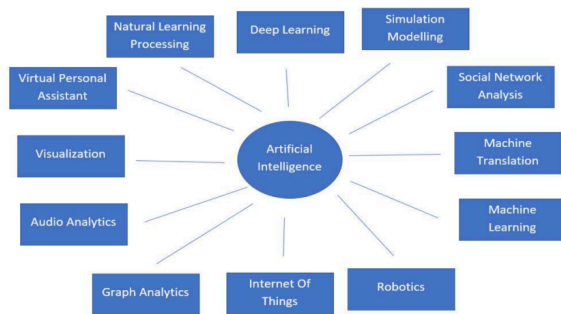 Natural Learning
Processing
Deep Learning
Simulation
Modelling
Virtual Personal
Assistant
Social Network
Analysis
Artificial
Intelligence
Visualization
Machine
Translation
Audio Analytics
Machine
Learning
Graph Analytics
Internet Of
Things
Robotics